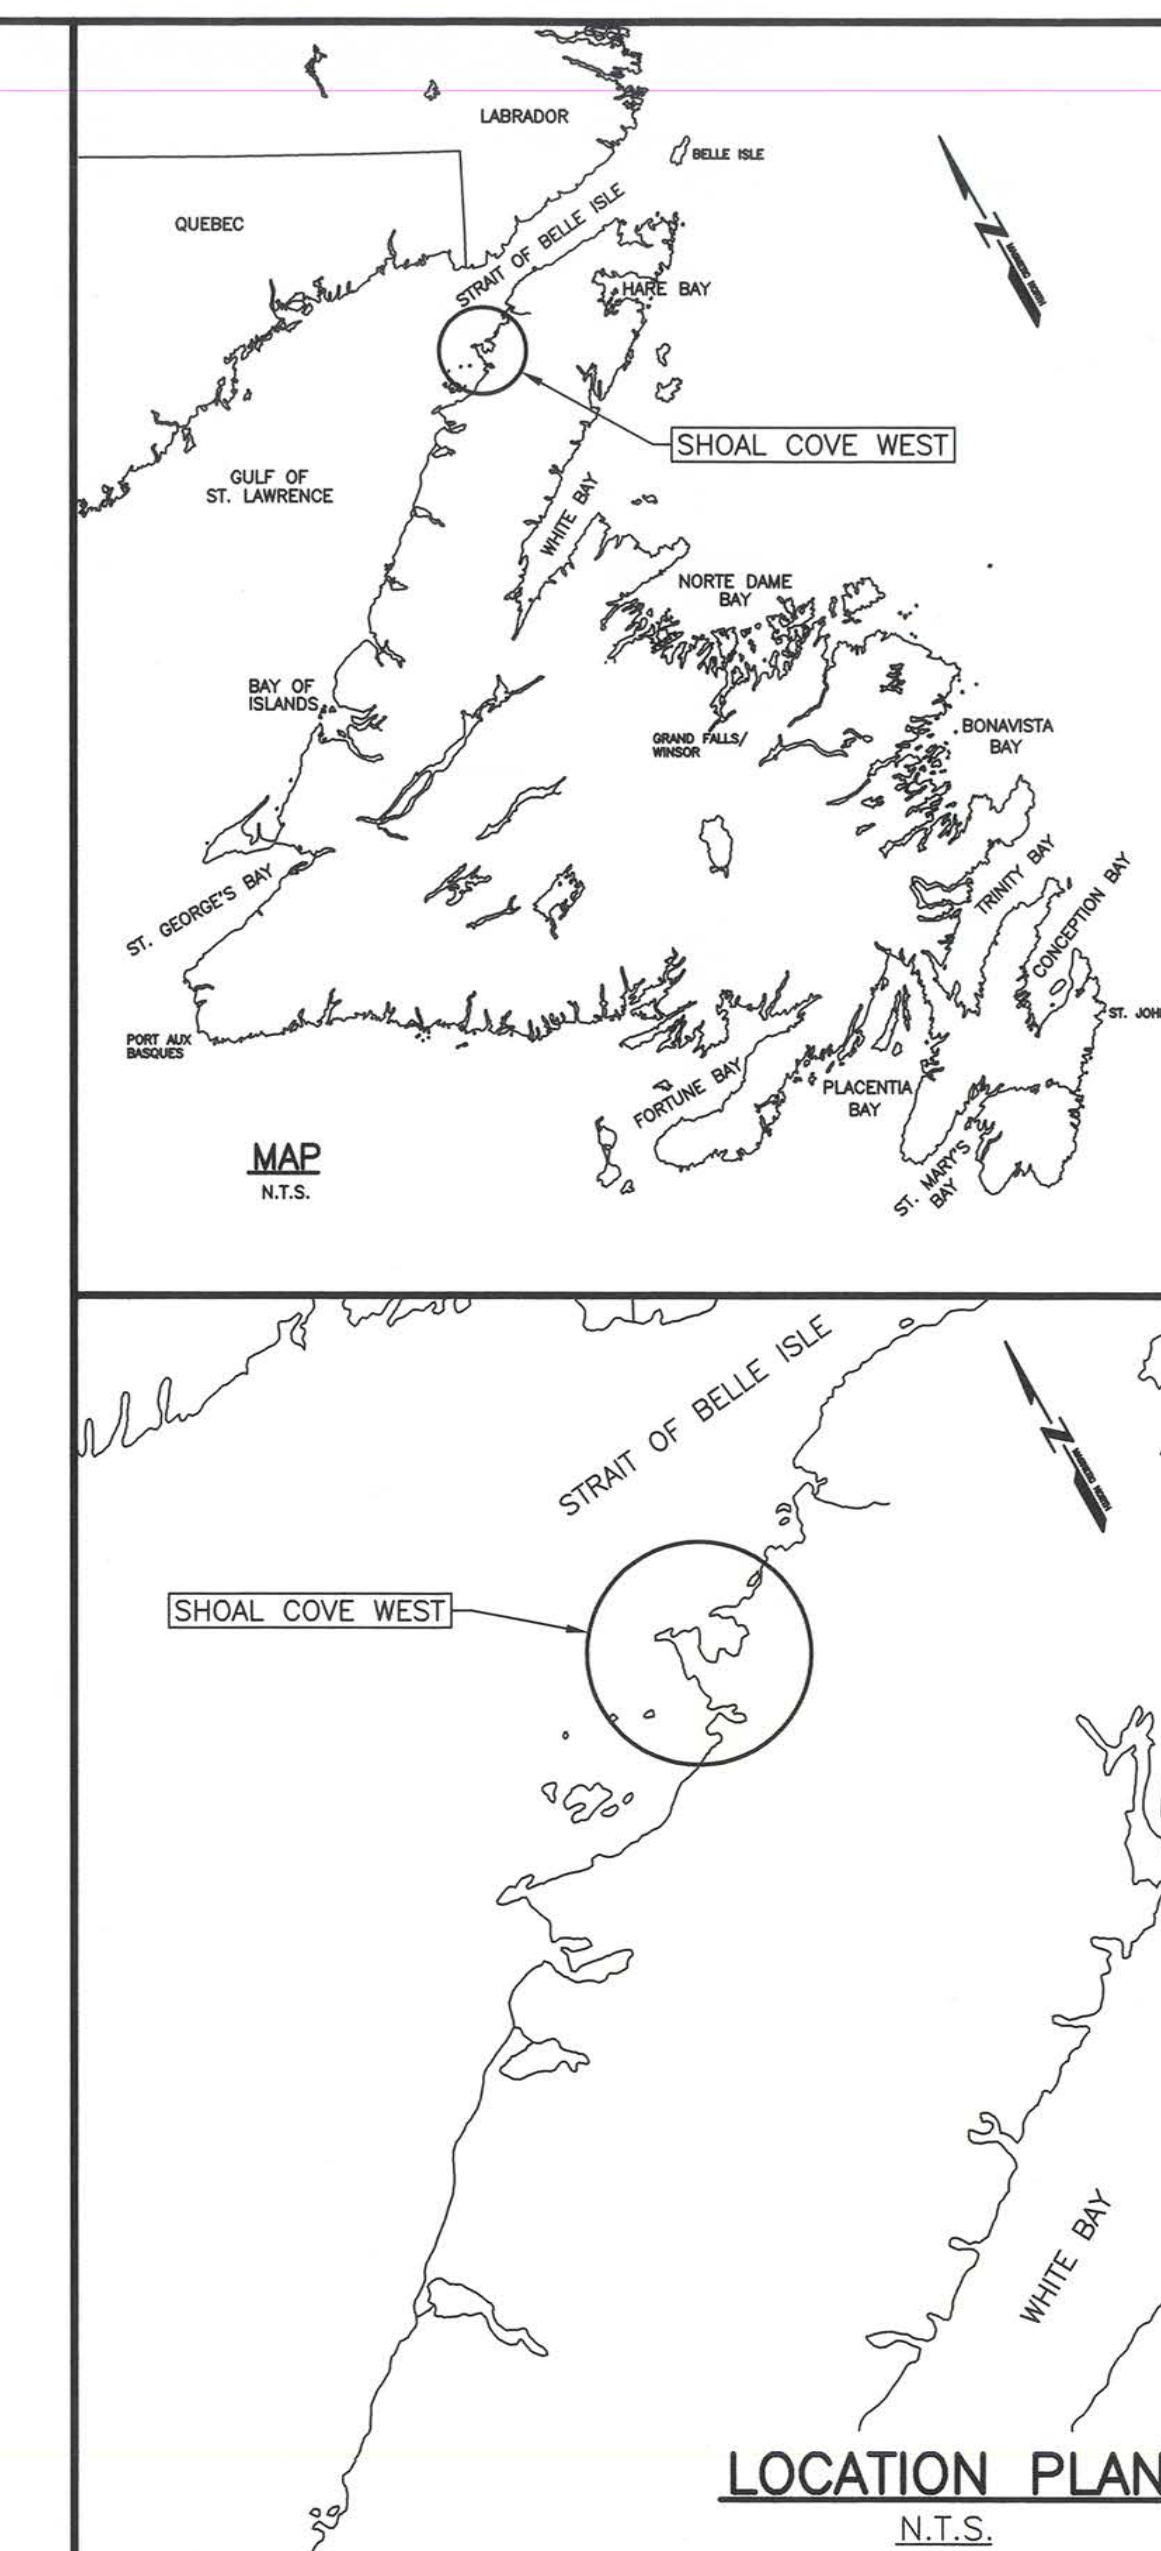 LABRADOR
BELLE ISLE
QUEBEC
STRAIT OF BELLE ISLE
HARE BAY
SHOAL COVE WEST
GULF OF
ST. LAWRENCE
WHITE BAY
NORTE DAME
BAY
BAY OF
ISLANDS
GRAND FALLS/
WINSOR
BONAVISTA
BAY
TRINITY BAY
CONCEPTION BAY
ST. GEORGE'S BAY
PORT AUX
BASQUES
FORTUNE BAY
PLACENTIA
BAY
ST. MARY'S
BAY
MAP
N.T.S.
STRAIT OF BELLE ISLE
SHOAL COVE WEST
WHITE BAY
LOCATION PLAN
N.T.S.